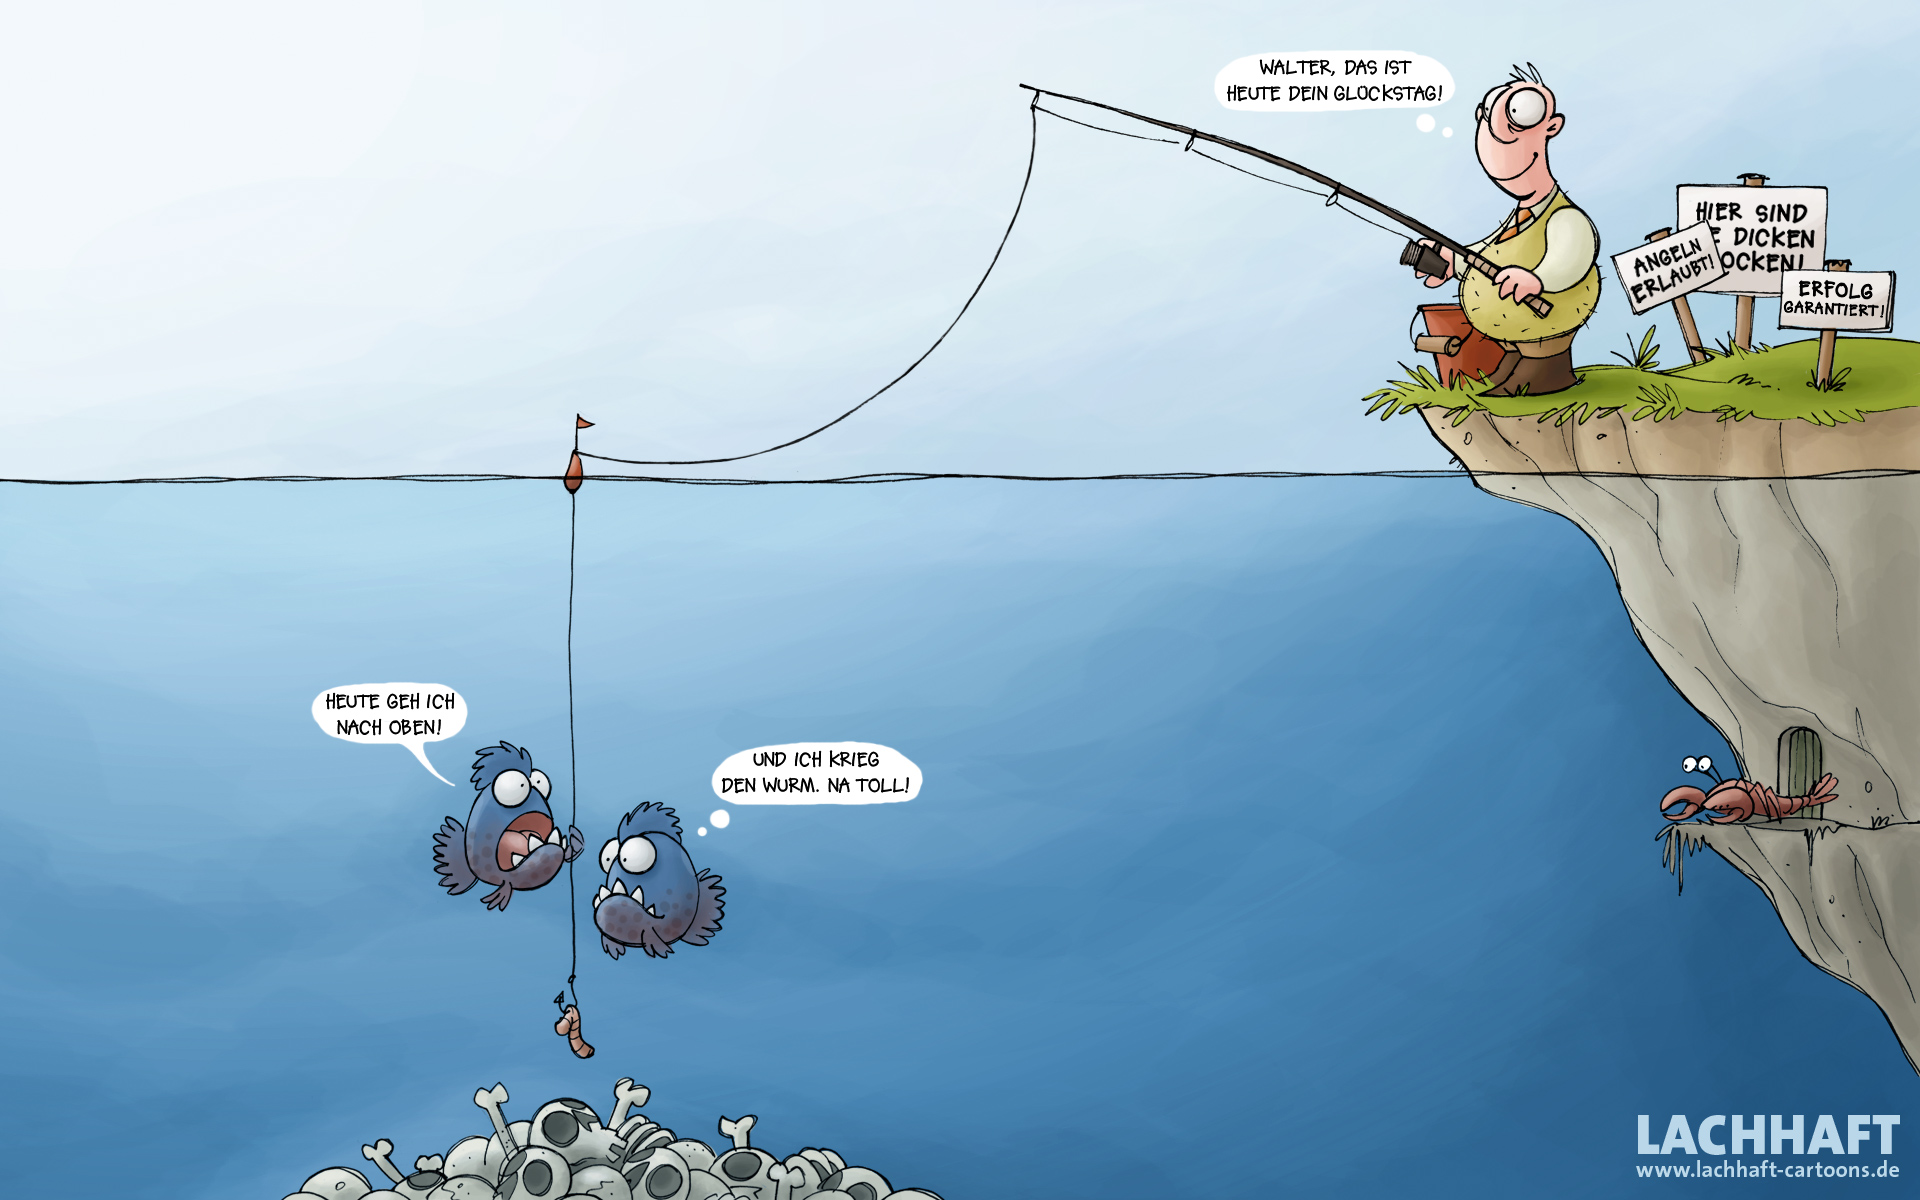 WALTER, DAS IST
HEUTE DEIN GLÜCKSTAG!
HIER SIND
DICKEN
ANGELN
ERLAUBT!
ERFOLG
GARANTIERT!
HEUTE GEH ICH
NACH OBEN!
UND ICH KRIEG
DEN WURM. NA TOLL!
LACHHAFT
www.lachhaft-cartoons.de